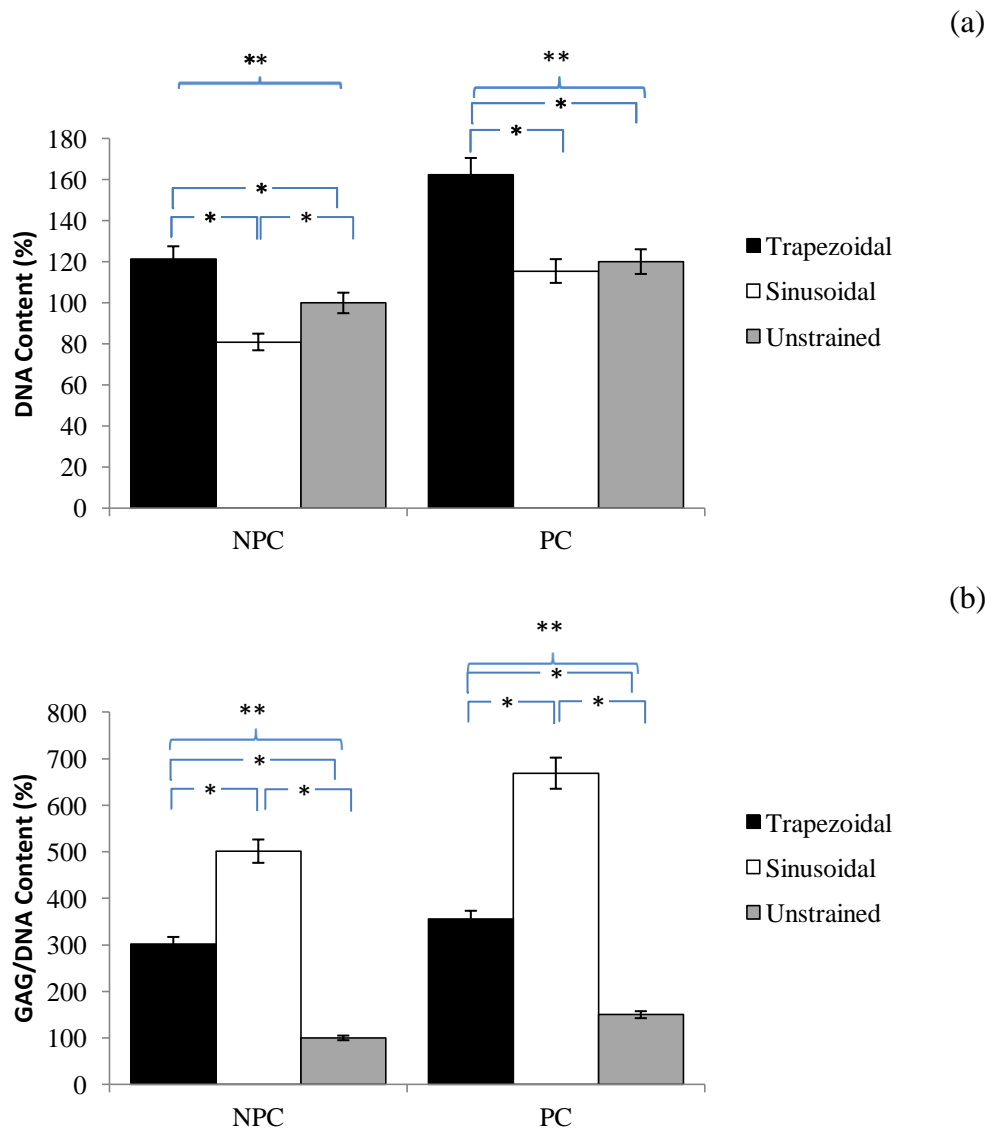 (a)
** **
*
*
180
160
140
120
100
80
60
40
20
0
*
* *
DNA Content (%)
NPC PC
Trapezoidal
Sinusoidal
Unstrained
(b)
**
*
* *
**
*
* *
800
700
600
500
400
300
200
100
0
GAG/DNA Content (%)
NPC PC
Trapezoidal
Sinusoidal
Unstrained